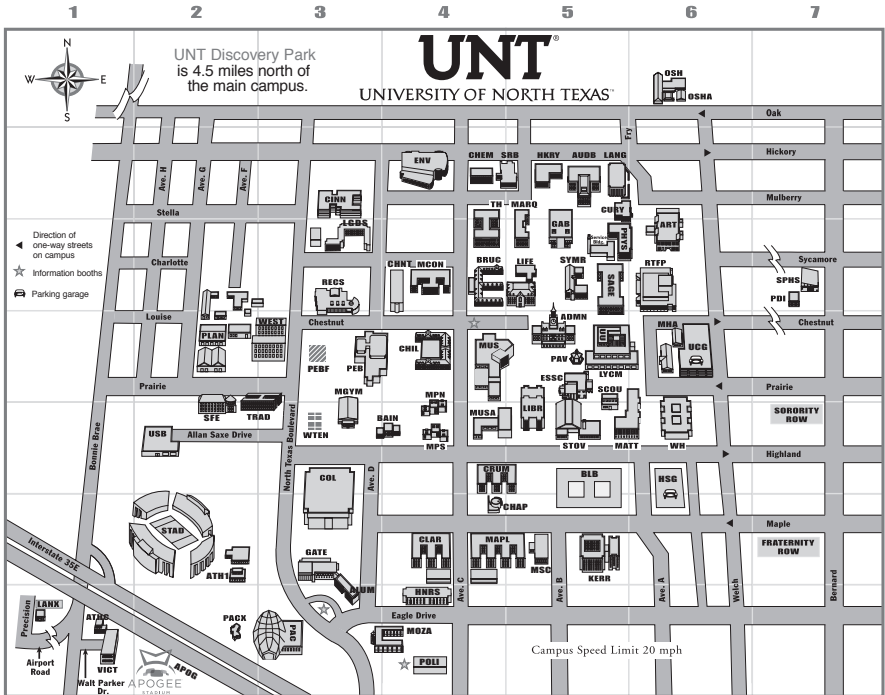 1 2 3 4 5 6 7
N
W E
S
UNT Discovery Park
is 4.5 miles north of
the main campus.
UNT®
UNIVERSITY OF NORTH TEXAS™
OSH
OSHA
Oak
Fry
Hickory
ENV
CHEM SRB HKRY AUDB LANG
Ave. H
Ave. G
Ave. F
CINN
Mulberry
TH MARQ
CURY
Stella
LGDS
GAB
ART
PHYS
Service
Bldg.
Direction of
one-way streets
on campus
Information booths
Parking garage
Charlotte
CHNT MCON
BRUC LIFE SYMR
SAGE
RTFP
Sycamore
SPHS
PDI
RECS
Louise
WEST
Chestnut
ADMN
MHA
Chestnut
PLAN
PEBF
PEB
CHIL
MUS
PAV
UU
LYCM
UCG
Prairie
ESSC
SCOU
Prairie
SFE TRAD
MGYM
MPN
WTEN
BAIN
MPS
MUSA
LIBR
STOV MATT WH
SORORITY
ROW
USB
Allan Saxe Drive
Bonnie Brae
North Texas Boulevard
Highland
COL
Ave. D
CRUM
CHAP
BLB
HSG
STAD
Maple
FRATERNITY
ROW
Interstate 35E
ATH1
GATE
ALUM
CLAR
MAPL
MSC
KERR
HNRS
Ave. C
Ave. B
Ave. A
Welch
Bernard
Precision
LANX
Eagle Drive
ATHC
PACX
PAC
MOZA
POLI
Campus Speed Limit 20 mph
Airport
Road
VICT
Walt Parker
Dr.
APOGEE
STADIUM
APOG